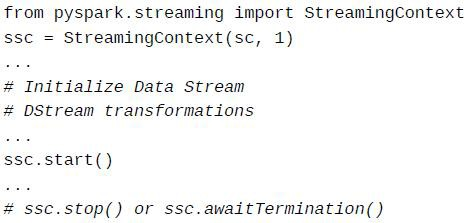 from pyspark.streaming import StreamingContext
ssc = StreamingContext(sc, 1)
...
# Initialize Data Stream
# DStream transformations
...
ssc.start()
...
# ssc.stop() or ssc.awaitTermination()